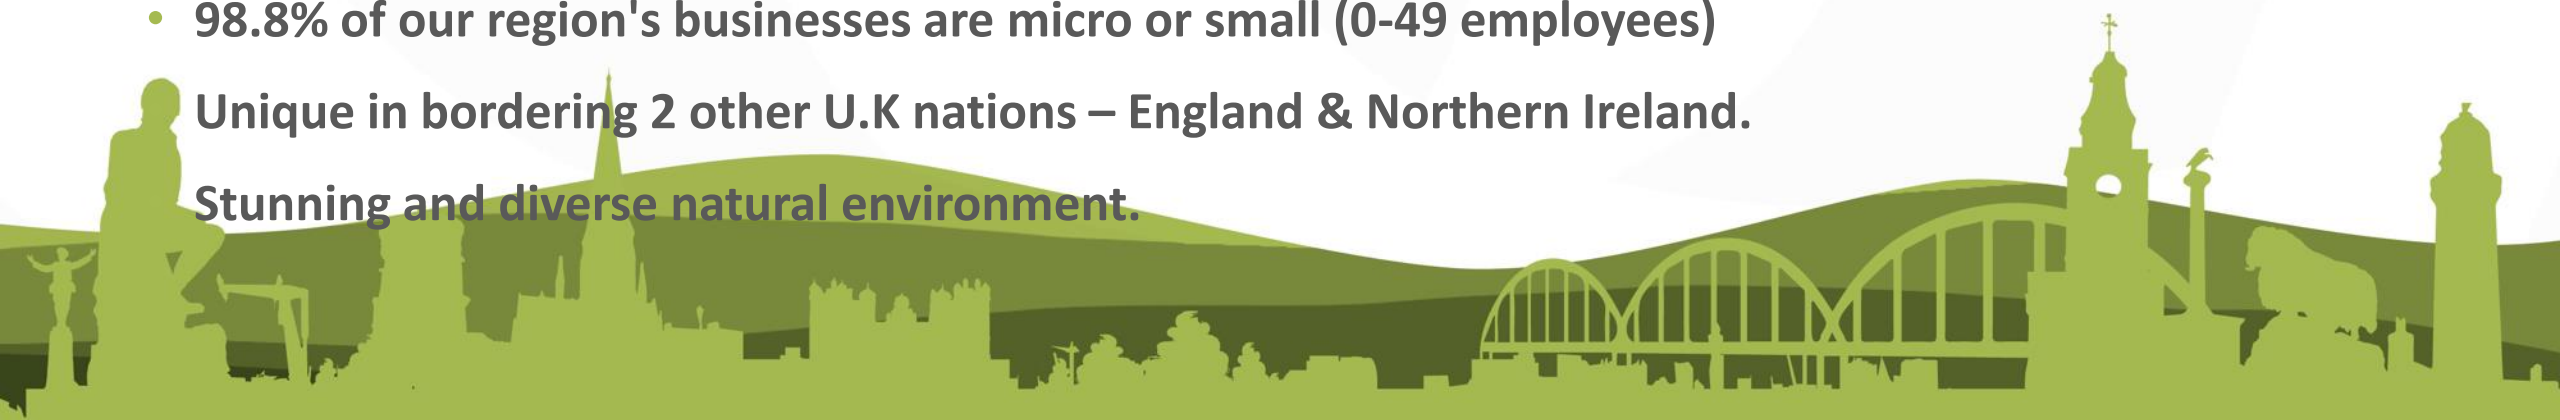 • 98.8% of our region's businesses are micro or small (0-49 employees)
Unique in bordering 2 other U.K nations – England & Northern Ireland.
Stunning and diverse natural environment.